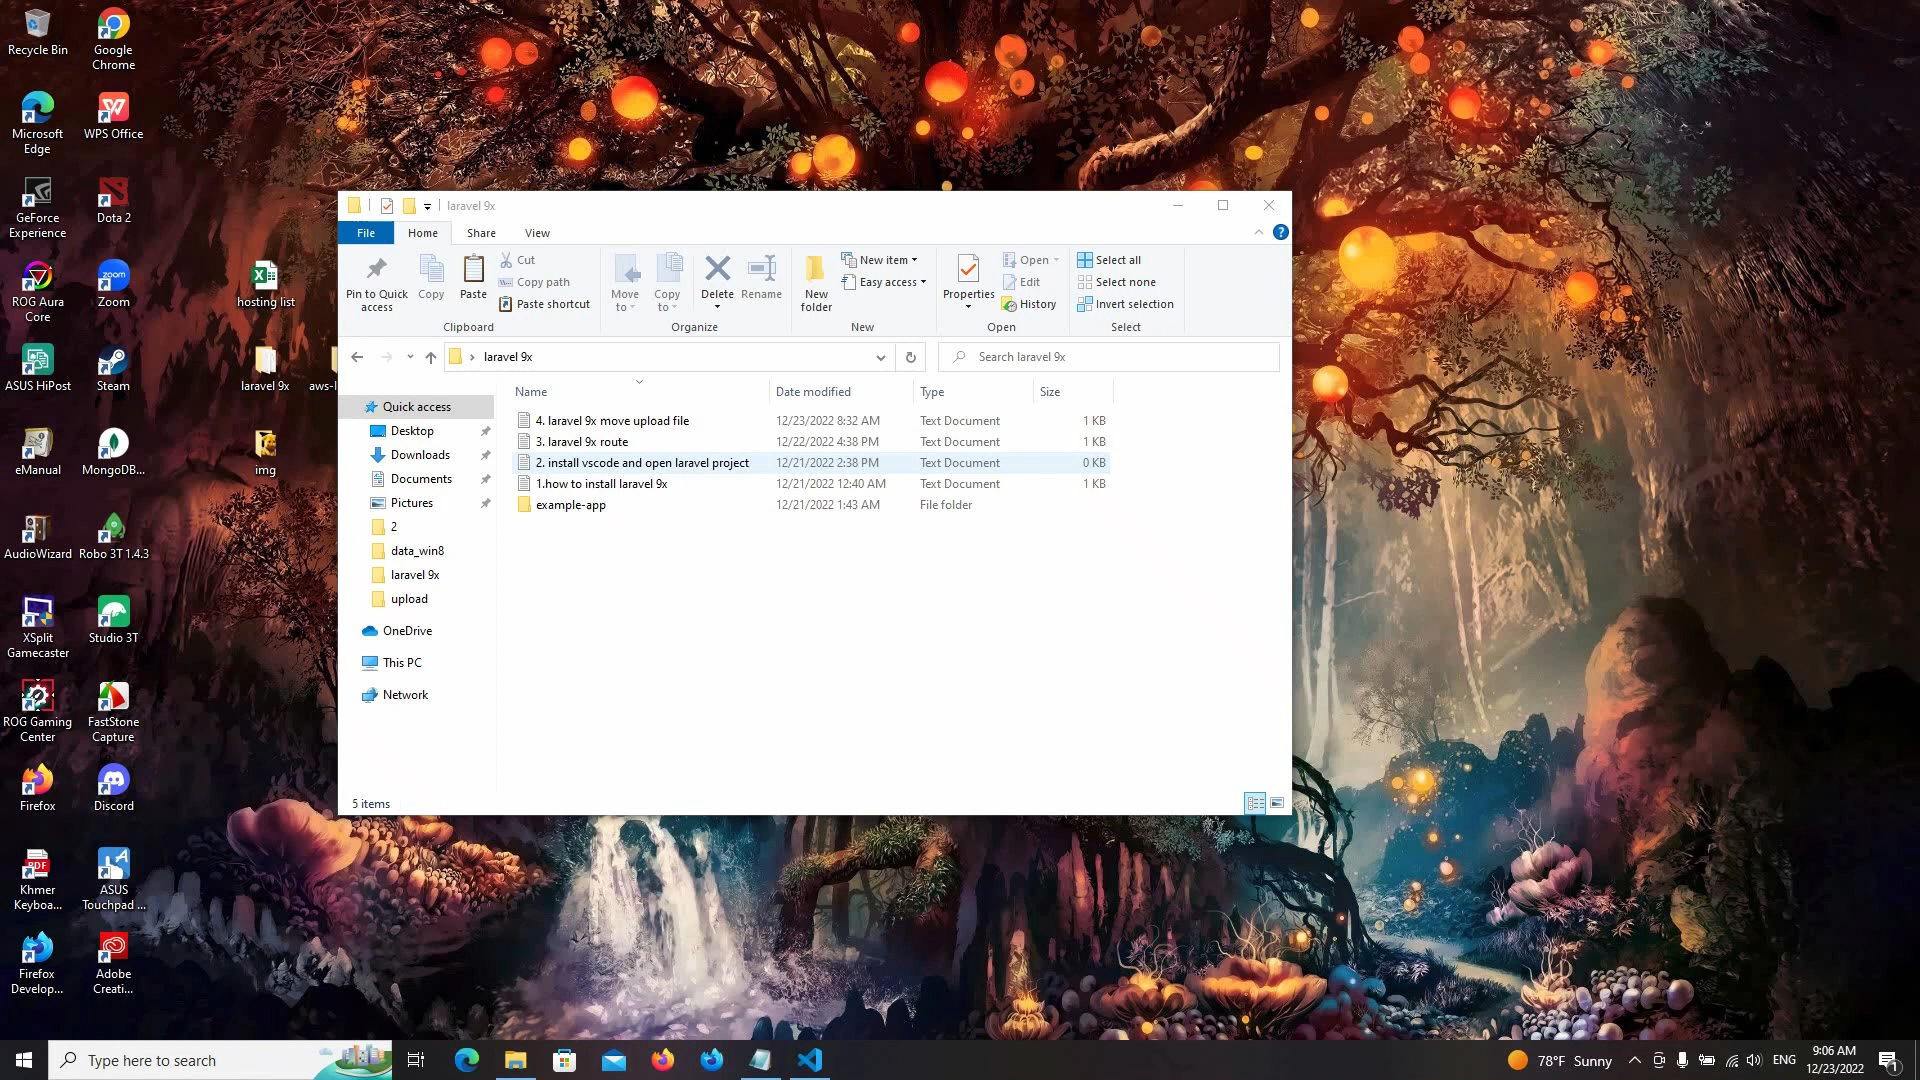 Recycle Bin
Google
Chrome
Microsoft
Edge
WPS Office
GeForce
Experience
Dota 2
ROG Aura
Core
Zoom
hosting list
ASUS HiPost
Steam
laravel 9x
aws-l
eManual
MongoDB...
img
AudioWizard
Robo 3T 1.4.3
XSplit
Gamecaster
Studio 3T
ROG Gaming
Center
FastStone
Capture
Firefox
Discord
Khmer
Keyboa...
ASUS
Touchpad ...
Firefox
Develop...
Adobe
Creati...
laravel 9x
File
Home
Share
View
Pin to Quick
access
Copy
Paste
Cut
Copy path
Paste shortcut
Clipboard
Move
to
Copy
to
Delete
Rename
Organize
New
folder
New item
Easy access
New
Properties
Open
Edit
History
Open
Select all
Select none
Invert selection
Select
laravel 9x
Search laravel 9x
Quick access
Desktop
Downloads
Documents
Pictures
2
data_win8
laravel 9x
upload
OneDrive
This PC
Network
Name Date modified Type Size
4. laravel 9x move upload file 12/23/2022 8:32 AM Text Document 1 KB
3. laravel 9x route 12/22/2022 4:38 PM Text Document 1 KB
2. install vscode and open laravel project 12/21/2022 2:38 PM Text Document 0 KB
1.how to install laravel 9x 12/21/2022 12:40 AM Text Document 1 KB
example-app 12/21/2022 1:43 AM File folder
5 items
Type here to search
78°F Sunny
ENG
9:06 AM
12/23/2022
1